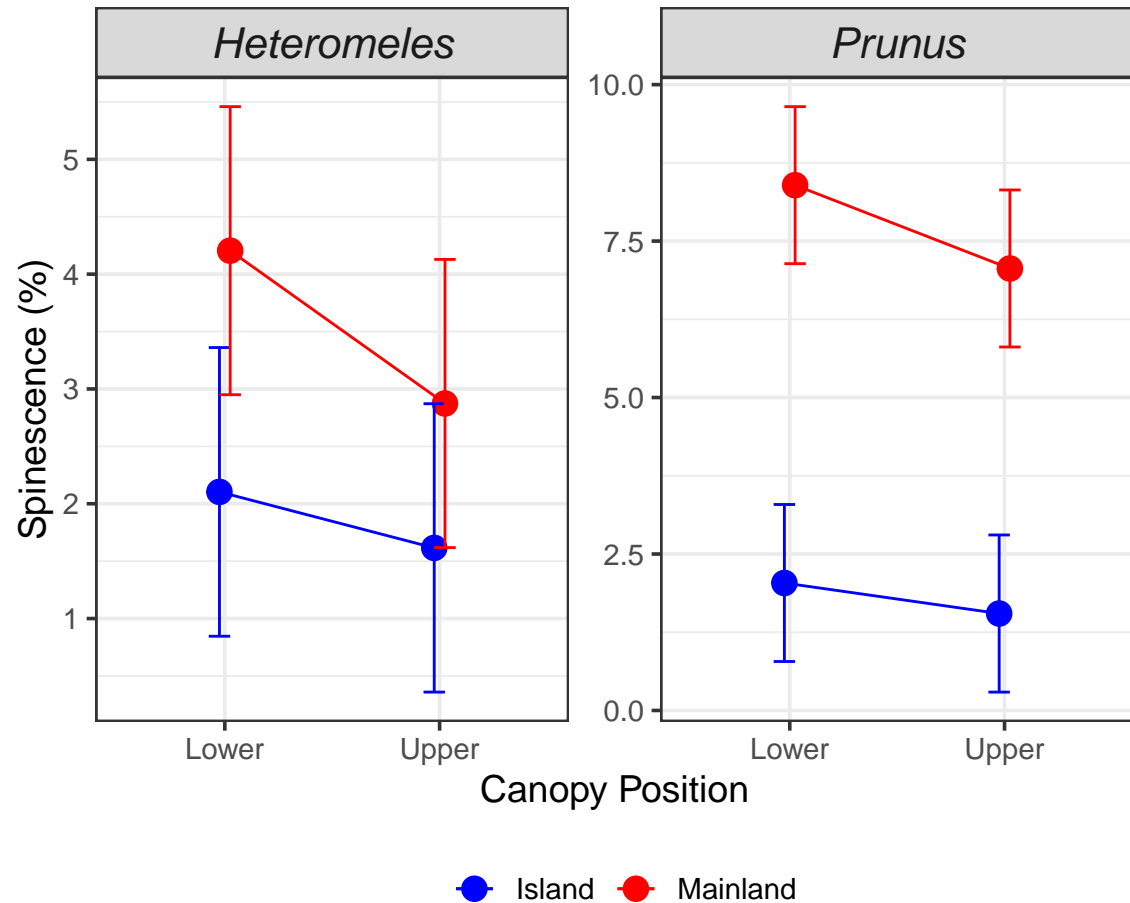 Heteromeles
Prunus
Spinescence (%)
5
4
3
2
1
10.0
7.5
5.0
2.5
0.0
Lower
Upper
Lower
Upper
Canopy Position
Island
Mainland